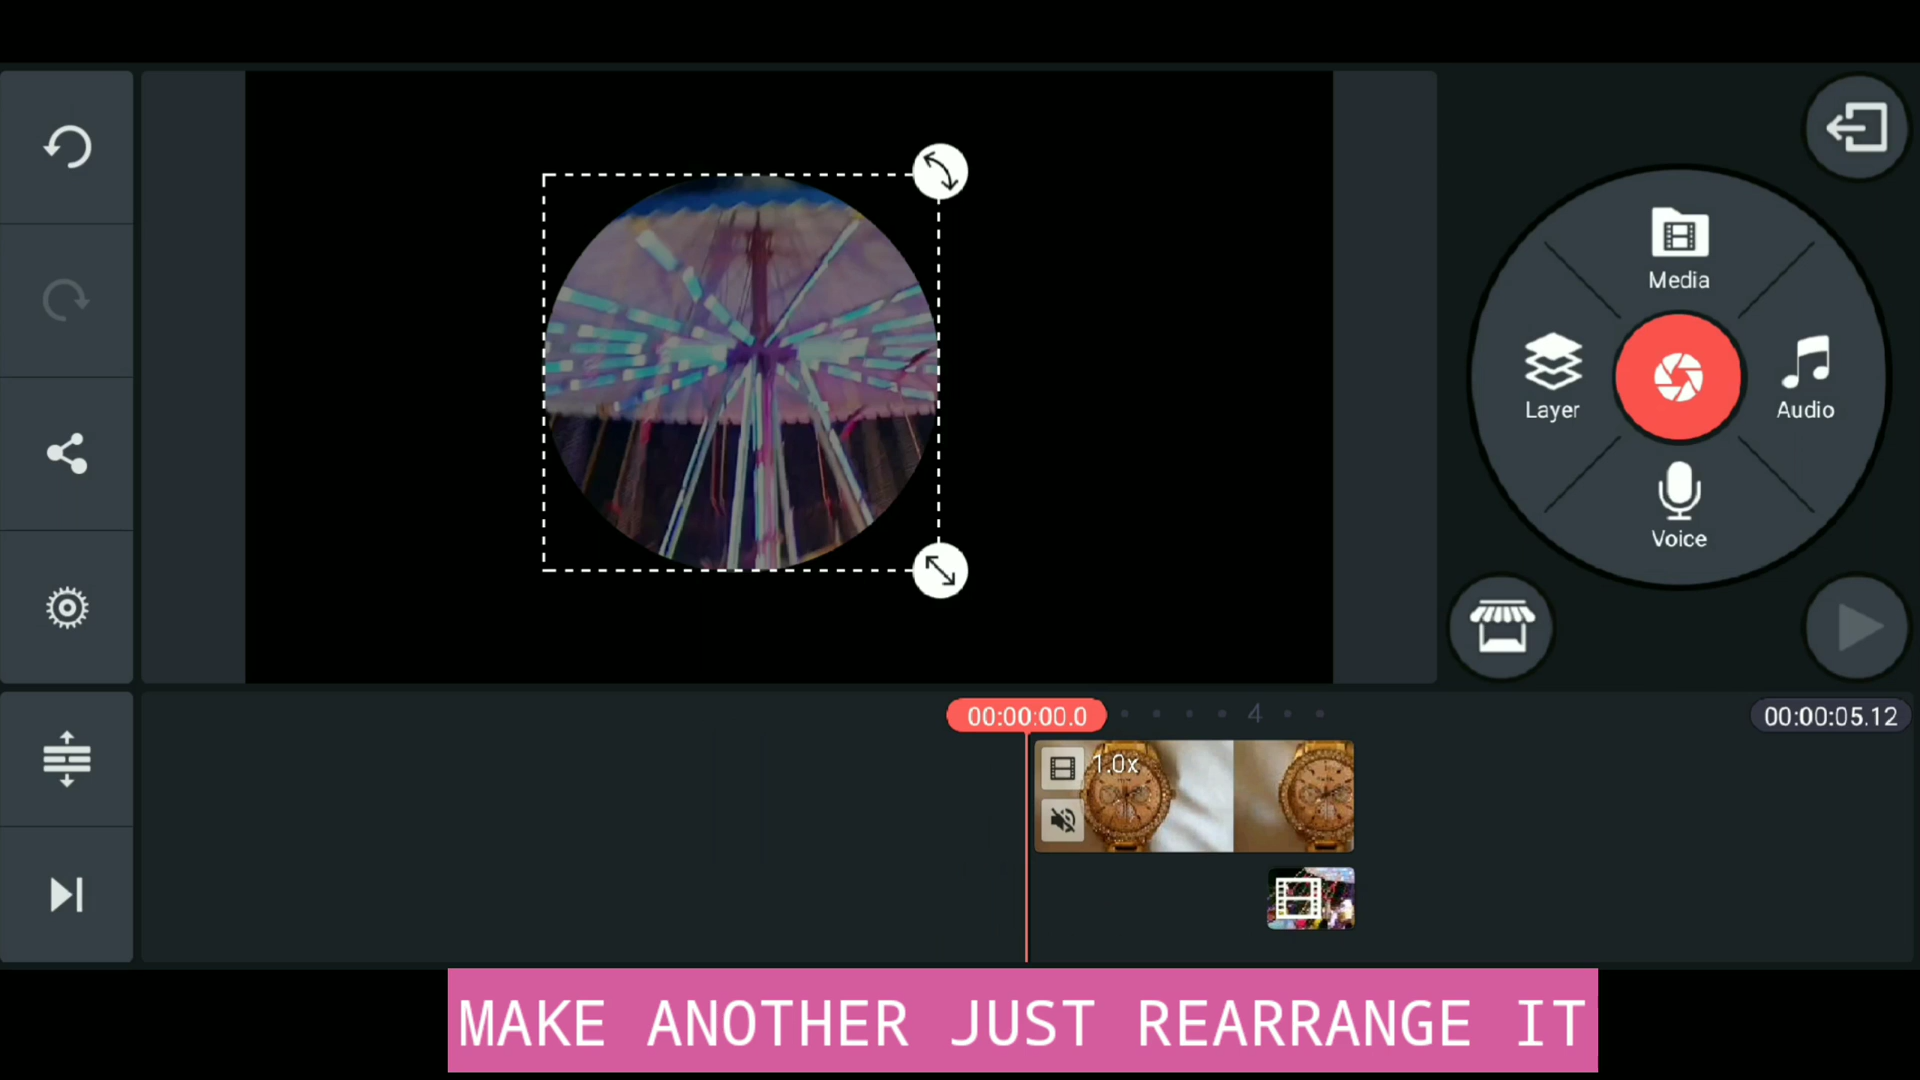 Media
Layer
Audio
Voice
00:00:00.0
4
00:00:05.12
1.0x
MAKE ANOTHER JUST REARRANGE IT